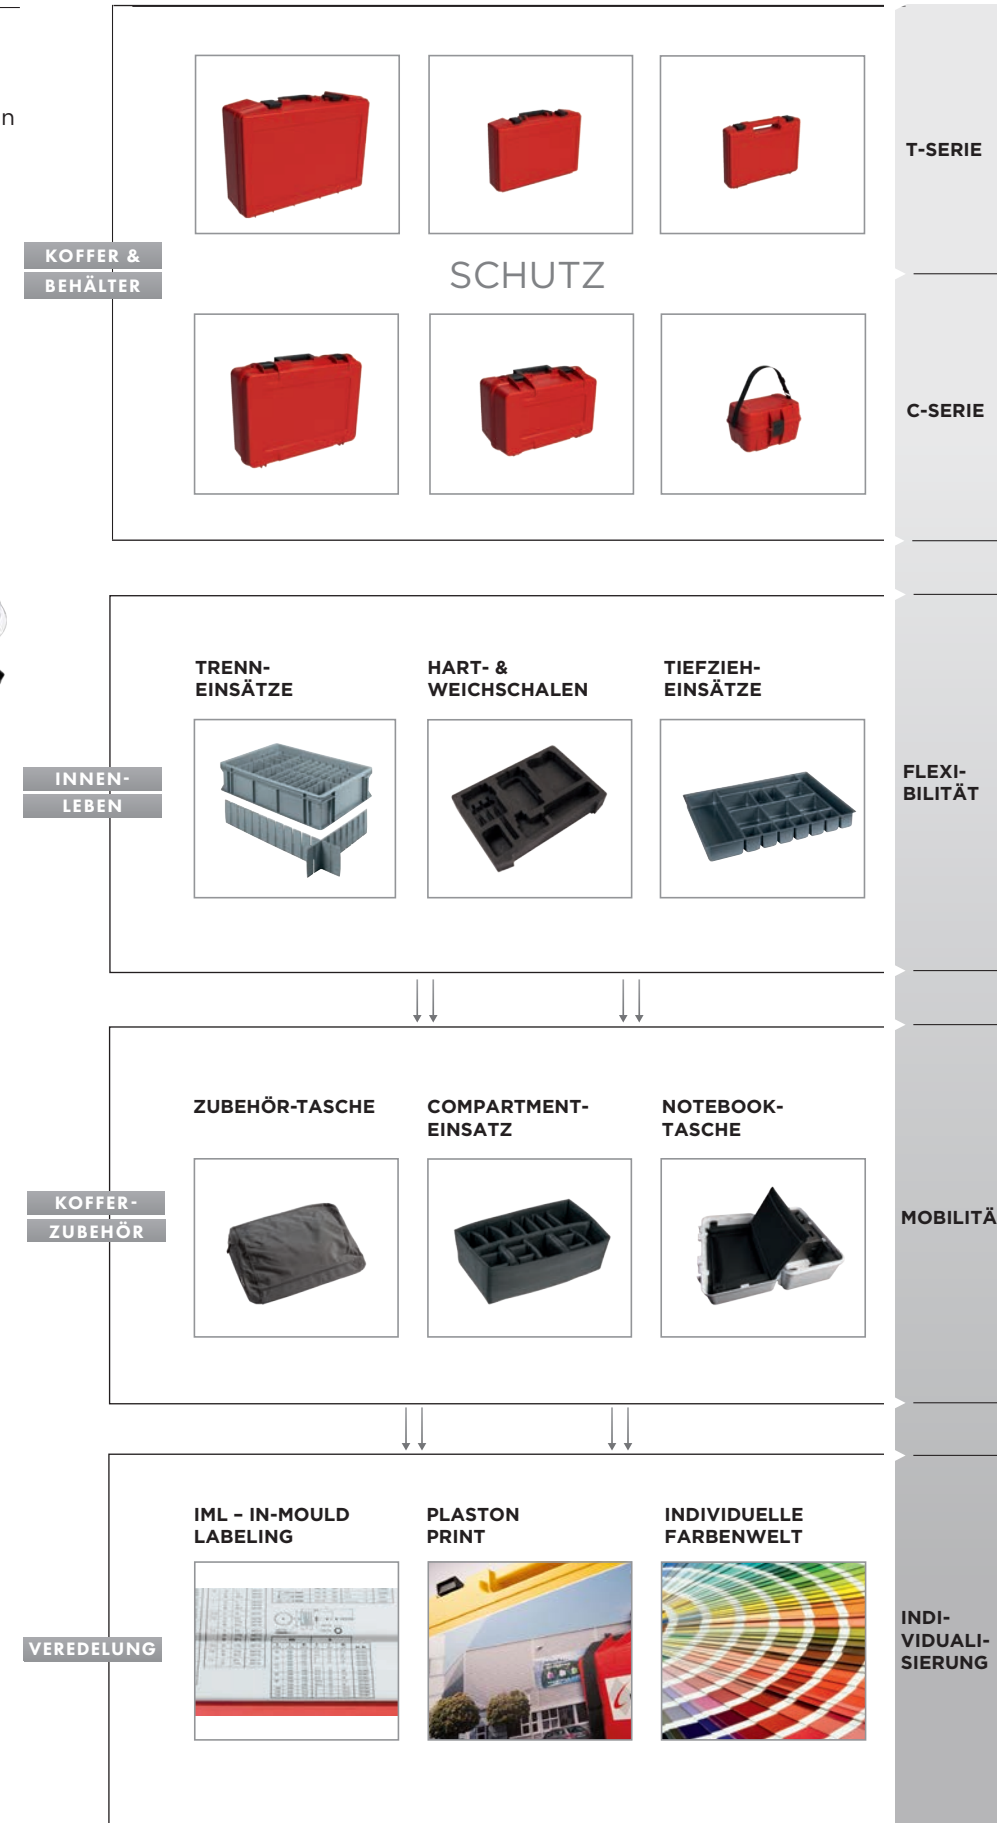 n
T-SERIE
KOFFER &
BEHÄLTER
SCHUTZ
C-SERIE
TRENN-
EINSÄTZE
HART- &
WEICHSCHALEN
TIEFZIEH-
EINSÄTZE
INNEN-
LEBEN
FLEXI-
BILITÄT
ZUBEHÖR-TASCHE
COMPARTMENT-
EINSATZ
NOTEBOOK-
TASCHE
KOFFER-
ZUBEHÖR
MOBILITÄ
IML – IN-MOULD
LABELING
PLASTON
PRINT
INDIVIDUELLE
FARBENWELT
VEREDELUNG
INDI-
VIDUALI-
SIERUNG